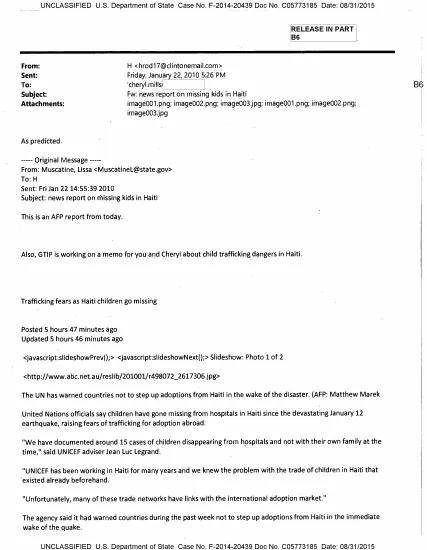 UNCLASSIFIED U.S. Department of State Case No. F-2014-20439 Doc No. C05773185 Date: 08/31/2015
RELEASE IN PART
B6
From: H <hrod17@clintonemail.com>
Sent: Friday, January 22, 2010 5:26 PM
To: 'cheryl.mills
B6
Subject: Fw: news report on missing kids in Haiti
Attachments: image001.png; image002.png; image003.jpg; image001.png; image002.png;
image003.jpg
As predicted.
----- Original Message -----
From: Muscatine, Lissa <MuscatineL@state.gov>
To: H
Sent: Fri Jan 22 14:55:39 2010
Subject: news report on missing kids in Haiti
This is an AFP report from today.
Also, GTIP is working on a memo for you and Cheryl about child trafficking dangers in Haiti.
Trafficking fears as Haiti children go missing
Posted 5 hours 47 minutes ago
Updated 5 hours 46 minutes ago
<javascript:slideshowPrev();> <javascript:slideshowNext();> Slideshow: Photo 1 of 2
<http://www.abc.net.au/reslib/201001/r498072_2617306.jpg>
The UN has warned countries not to step up adoptions from Haiti in the wake of the disaster. (AFP: Matthew Marek
United Nations officials say children have gone missing from hospitals in Haiti since the devastating January 12
earthquake, raising fears of trafficking for adoption abroad.
"We have documented around 15 cases of children disappearing from hospitals and not with their own family at the
time," said UNICEF adviser Jean Luc Legrand.
"UNICEF has been working in Haiti for many years and we knew the problem with the trade of children in Haiti that
existed already beforehand.
"Unfortunately, many of these trade networks have links with the international adoption market."
The agency said it had warned countries during the past week not to step up adoptions from Haiti in the immediate
wake of the quake.
UNCLASSIFIED U.S. Department of State Case No. F-2014-20439 Doc No. C05773185 Date: 08/31/2015